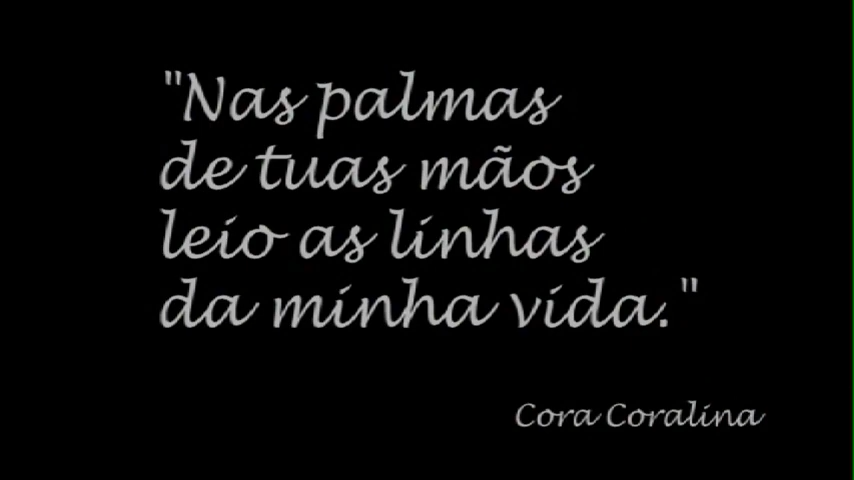 "Nas palmas
de tuas mãos
leio as linhas
da minha vida."
Cora Coralina